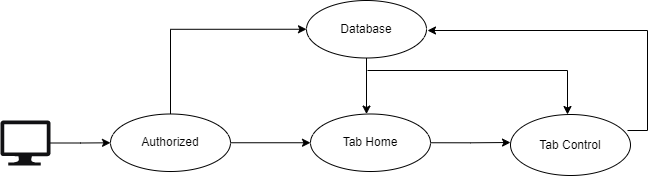 Database
Authorized
Tab Home
Tab Control